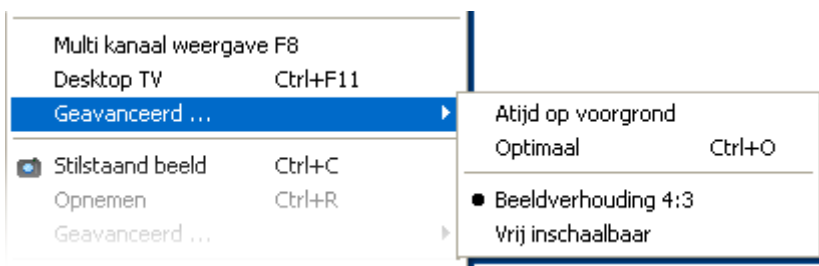 Multi kanaal weergave F8
Desktop TV Ctrl+F11
Geavanceerd ...
Stilstaand beeld Ctrl+C
Opnemen Ctrl+R
Geavanceerd ...
Atijd op voorgrond
Optimaal Ctrl+O
Beeldverhouding 4:3
Vrij inschaalbaar